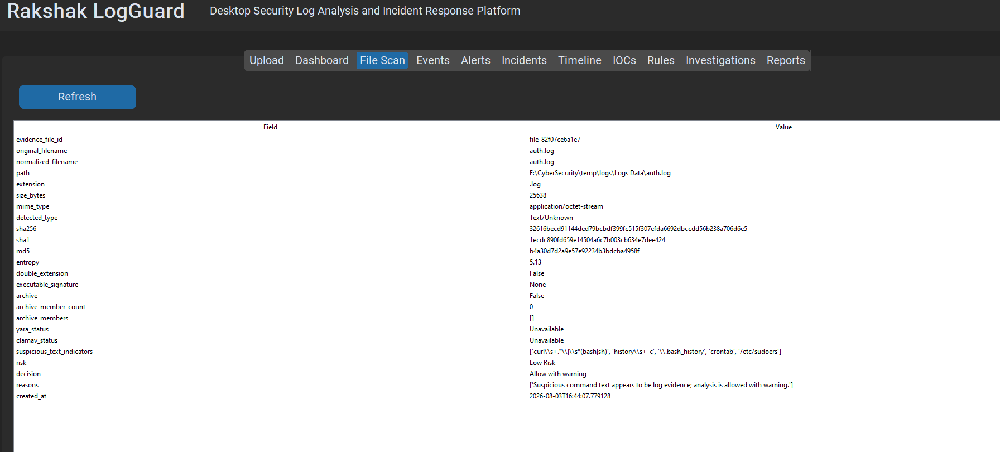 Rakshak LogGuard Desktop Security Log Analysis and Incident Response Platform
Upload Dashboard File Scan Events Alerts Incidents Timeline IOCs Rules Investigations Reports
Refresh
Field Value
evidence_file_id file-82f07ce6a1e7
original_filename auth.log
normalized_filename auth.log
path E:\CyberSecurity\temp\logs\Logs Data\auth.log
extension .log
size_bytes 25638
mime_type application/octet-stream
detected_type Text/Unknown
sha256 32616becd91144ded79bcbdf399fc515f307efda6692dbccdd56b238a706d6e5
sha1 1ecdc890fd659e14504a6c7b003cb634e7dee424
md5 b4a30d7d2a9e57e92234b3bdcba4958f
entropy 5.13
double_extension False
executable_signature None
archive False
archive_member_count 0
archive_members []
yara_status Unavailable
clamav_status Unavailable
suspicious_text_indicators ['curl\\s+.*\\|\\s*(bash|sh)', 'history\\s+-c', '\\.bash_history', 'crontab', '/etc/sudoers']
risk Low Risk
decision Allow with warning
reasons ['Suspicious command text appears to be log evidence; analysis is allowed with warning.']
created_at 2026-08-03T16:44:07.779128